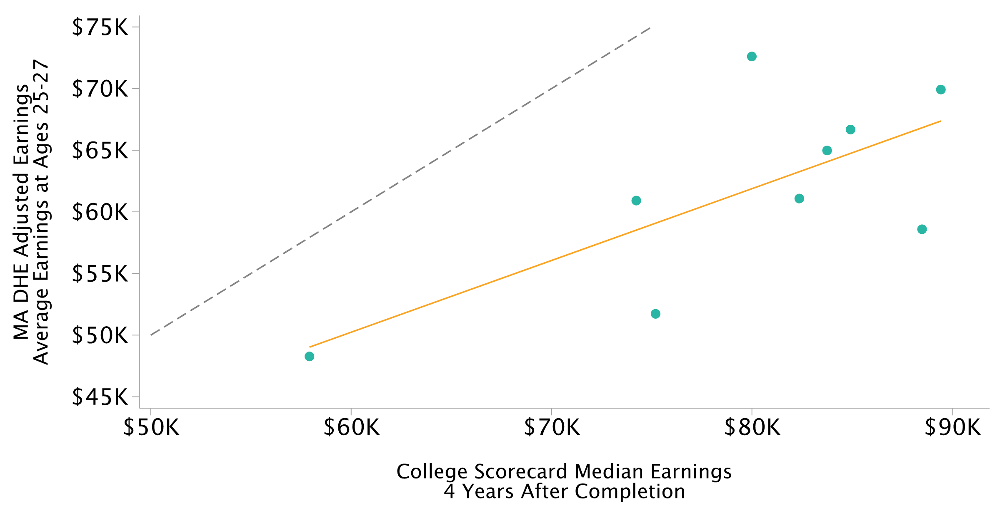 MA DHE Adjusted Earnings
Average Earnings at Ages 25-27
$75K
$70K
$65K
$60K
$55K
$50K
$45K
$50K
$60K
$70K
$80K
$90K
College Scorecard Median Earnings
4 Years After Completion